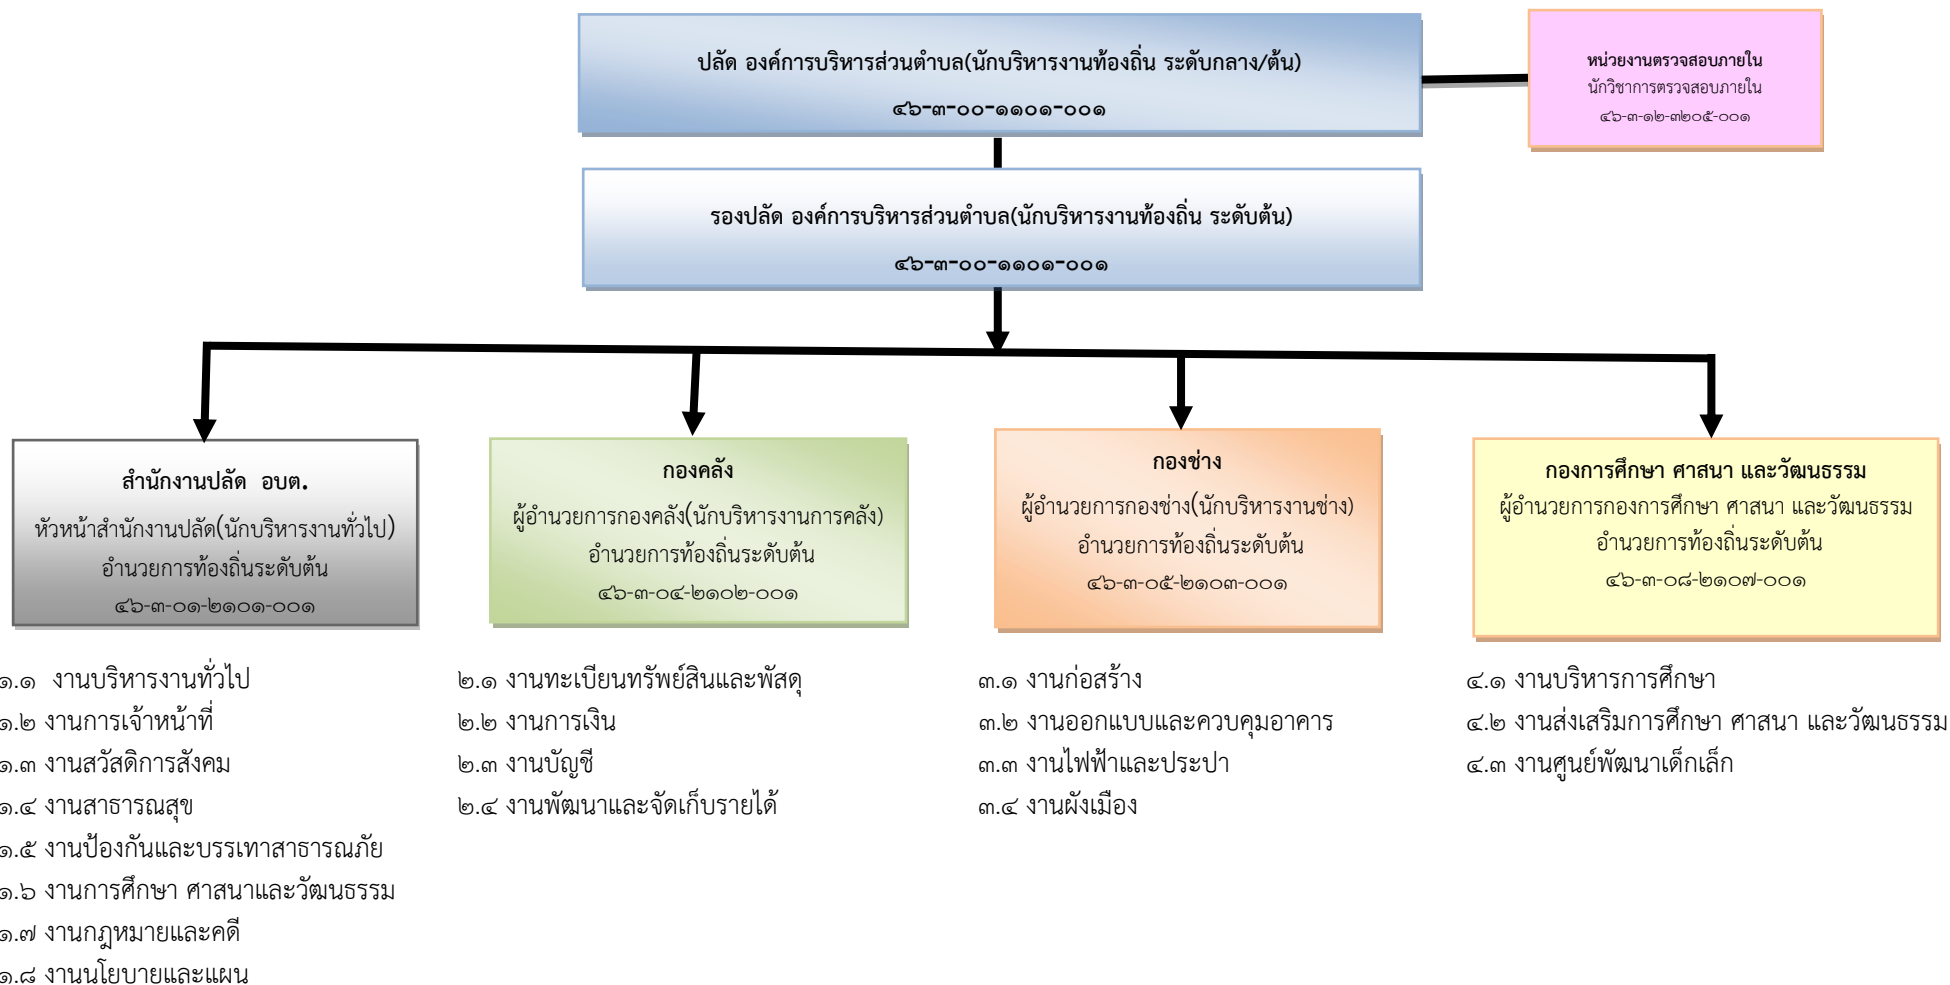 ปลัด องค์การบริหารส่วนตำบล(นักบริหารงานท้องถิ่น ระดับกลาง/ต้น)
๔๖-๓-๐๐-๑๑๐๑-๐๐๑
หน่วยงานตรวจสอบภายใน
นักวิชาการตรวจสอบภายใน
๔๖-๓-๑๒-๓๒๐๕-๐๐๑
รองปลัด องค์การบริหารส่วนตำบล(นักบริหารงานท้องถิ่น ระดับต้น)
๔๖-๓-๐๐-๑๑๐๑-๐๐๑
สำนักงานปลัด อบต.
หัวหน้าสำนักงานปลัด(นักบริหารงานทั่วไป)
อำนวยการท้องถิ่นระดับต้น
๔๖-๓-๐๑-๒๑๐๑-๐๐๑
กองคลัง
ผู้อำนวยการกองคลัง(นักบริหารงานการคลัง)
อำนวยการท้องถิ่นระดับต้น
๔๖-๓-๐๔-๒๑๐๒-๐๐๑
กองช่าง
ผู้อำนวยการกองช่าง(นักบริหารงานช่าง)
อำนวยการท้องถิ่นระดับต้น
๔๖-๓-๐๕-๒๑๐๓-๐๐๑
กองการศึกษา ศาสนา และวัฒนธรรม
ผู้อำนวยการกองการศึกษา ศาสนา และวัฒนธรรม
อำนวยการท้องถิ่นระดับต้น
๔๖-๓-๐๘-๒๑๐๗-๐๐๑
๑.๑ งานบริหารงานทั่วไป
๑.๒ งานการเจ้าหน้าที่
๑.๓ งานสวัสดิการสังคม
๑.๔ งานสาธารณสุข
๑.๕ งานป้องกันและบรรเทาสาธารณภัย
๑.๖ งานการศึกษา ศาสนาและวัฒนธรรม
๑.๗ งานกฎหมายและคดี
๑.๘ งานนโยบายและแผน
๒.๑ งานทะเบียนทรัพย์สินและพัสดุ
๒.๒ งานการเงิน
๒.๓ งานบัญชี
๒.๔ งานพัฒนาและจัดเก็บรายได้
๓.๑ งานก่อสร้าง
๓.๒ งานออกแบบและควบคุมอาคาร
๓.๓ งานไฟฟ้าและประปา
๓.๔ งานผังเมือง
๔.๑ งานบริหารการศึกษา
๔.๒ งานส่งเสริมการศึกษา ศาสนา และวัฒนธรรม
๔.๓ งานศูนย์พัฒนาเด็กเล็ก